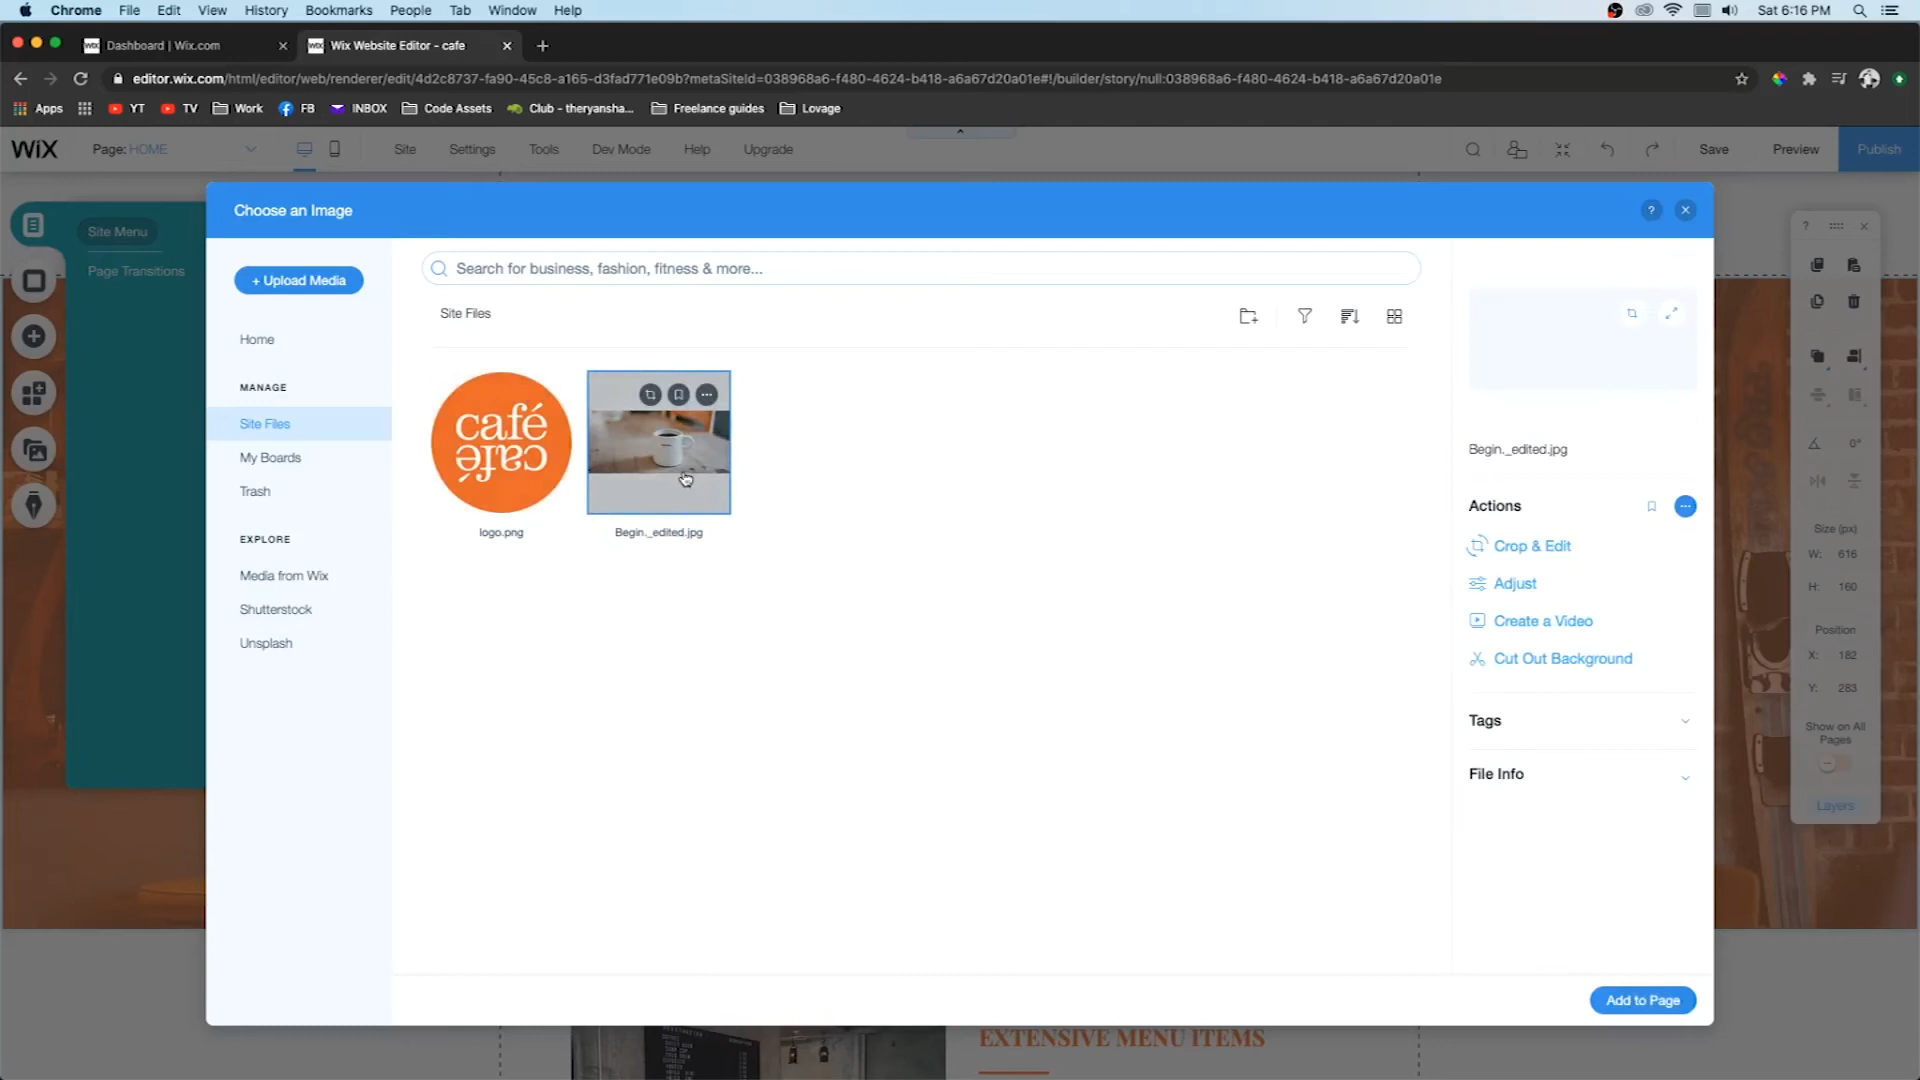 Chrome File Edit View History Bookmarks People Tab Window Help Sat 6:16 PM
Dashboard | Wix.com
Wix Website Editor - cafe
editor.wix.com/html/editor/web/renderer/edit/4d2c8737-fa90-45c8-a165-d3fad771e09b?metaSiteId=038968a6-f480-4624-b418-a6a67d20a01e#!/builder/story/null:038968a6-f480-4624-b418-a6a67d20a01e
Apps YT TV Work FB INBOX Code Assets Club - theryansha... Freelance guides Lovage
WiX Page: HOME Site Settings Tools Dev Mode Help Upgrade Save Preview Publish
Choose an Image
?
Site Menu
Page Transitions
+ Upload Media
Search for business, fashion, fitness & more...
Site Files
Home
MANAGE
Site Files
My Boards
Trash
EXPLORE
Media from Wix
Shutterstock
Unsplash
café
café
logo.png
Begin._edited.jpg
Begin._edited.jpg
Actions
Crop & Edit
Adjust
Create a Video
Cut Out Background
Tags
File Info
Add to Page
?
0°
Size (px)
W: 616
H: 160
Position
X: 182
Y: 283
Show on All
Pages
Layers
EXTENSIVE MENU ITEMS